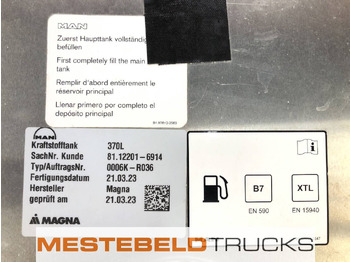 MAN
Zuerst Haupttank vollständig
befüllen
First completely fill the main
tank
Remplir d'abord entièrement le
réservoir principal
Llenar primero por completo el
depósito principal
MAN
Kraftstofftank 370L
SachNr. Kunde 81.12201-6914
Typ/AuftragsNr. 0006K-R036
Fertigungsdatum 21.03.23
Hersteller Magna
geprüft am 21.03.23
MAGNA
B7
XTL
EN 590
EN 15940
MESTEBELDTRUCKS